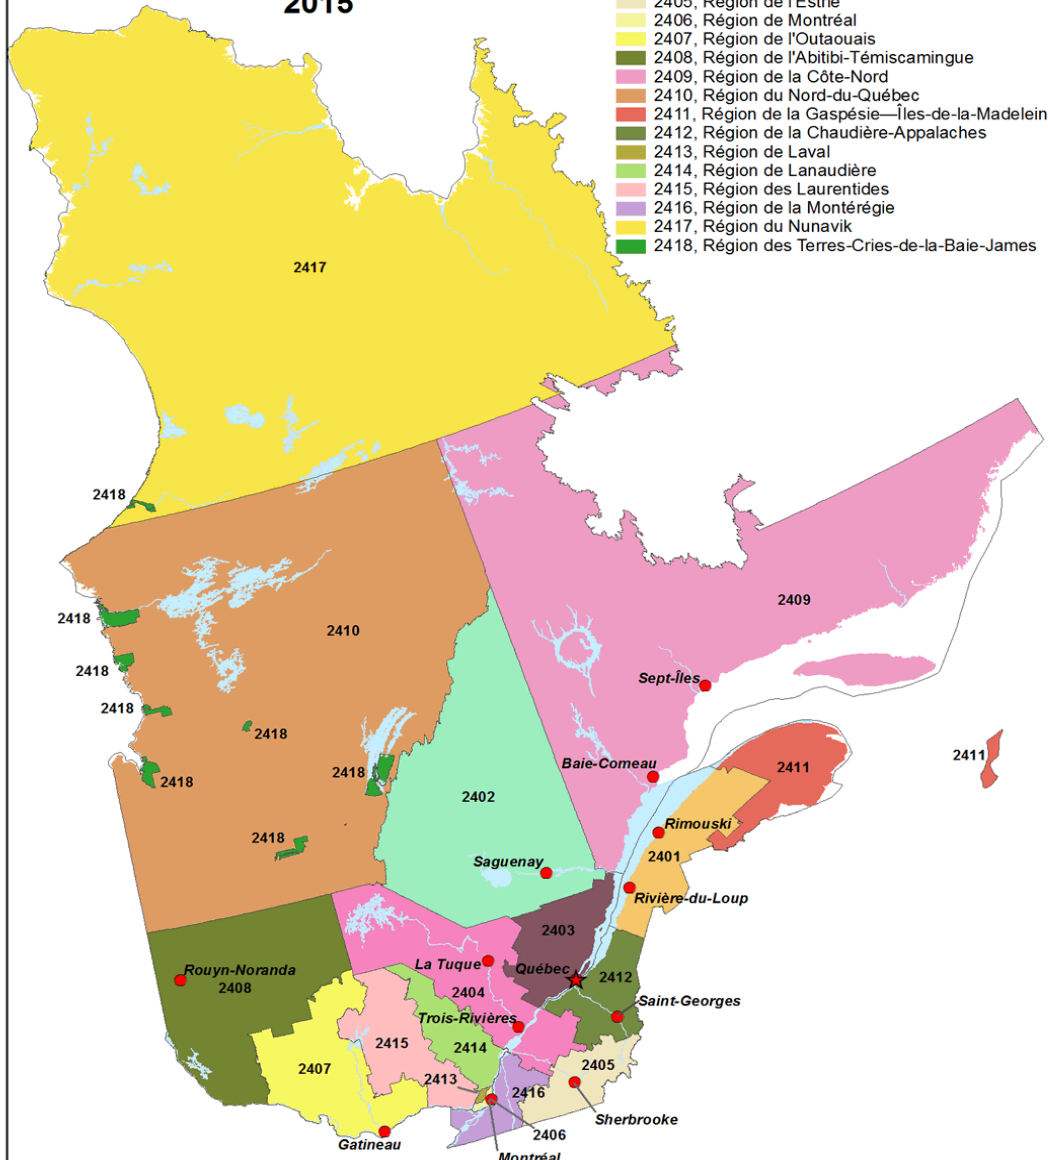 2015
2405, Région de l'Estrie
2406, Région de Montréal
2407, Région de l'Outaouais
2408, Région de l'Abitibi-Témiscamingue
2409, Région de la Côte-Nord
2410, Région du Nord-du-Québec
2411, Région de la Gaspésie—Îles-de-la-Madelein
2412, Région de la Chaudière-Appalaches
2413, Région de Laval
2414, Région de Lanaudière
2415, Région des Laurentides
2416, Région de la Montérégie
2417, Région du Nunavik
2418, Région des Terres-Cries-de-la-Baie-James
2417
2418
2409
2418
2410
2418
Sept-Îles
2418
2418
2411
2411
Baie-Comeau
2418
2418
2402
Rimouski
2418
2401
Saguenay
Rivière-du-Loup
2403
La Tuque
Québec
Rouyn-Noranda
2412
2408
2404
Saint-Georges
Trois-Rivières
2415
2414
2405
2407
2413
2416
Sherbrooke
2406
Gatineau
Montréal